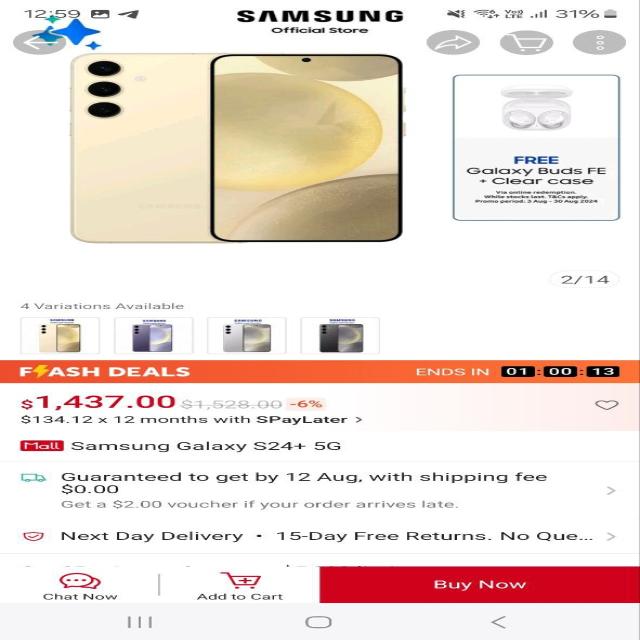 12:59
31%
SAMSUNG
Official Store
FREE
Galaxy Buds FE
+ Clear case
Via online redemption.
While stocks last. T&Cs apply.
Promo period: 3 Aug - 30 Aug 2024
2/14
4 Variations Available
SAMSUNG SAMSUNG SAMSUNG SAMSUNG
FLASH DEALS ENDS IN 01:00:13
$1,437.00 $1,528.00 -6%
$134.12 x 12 months with SPayLater >
Mall Samsung Galaxy S24+ 5G
Guaranteed to get by 12 Aug, with shipping fee
$0.00
Get a $2.00 voucher if your order arrives late.
Next Day Delivery • 15-Day Free Returns. No Que...
Chat Now
Add to Cart
Buy Now